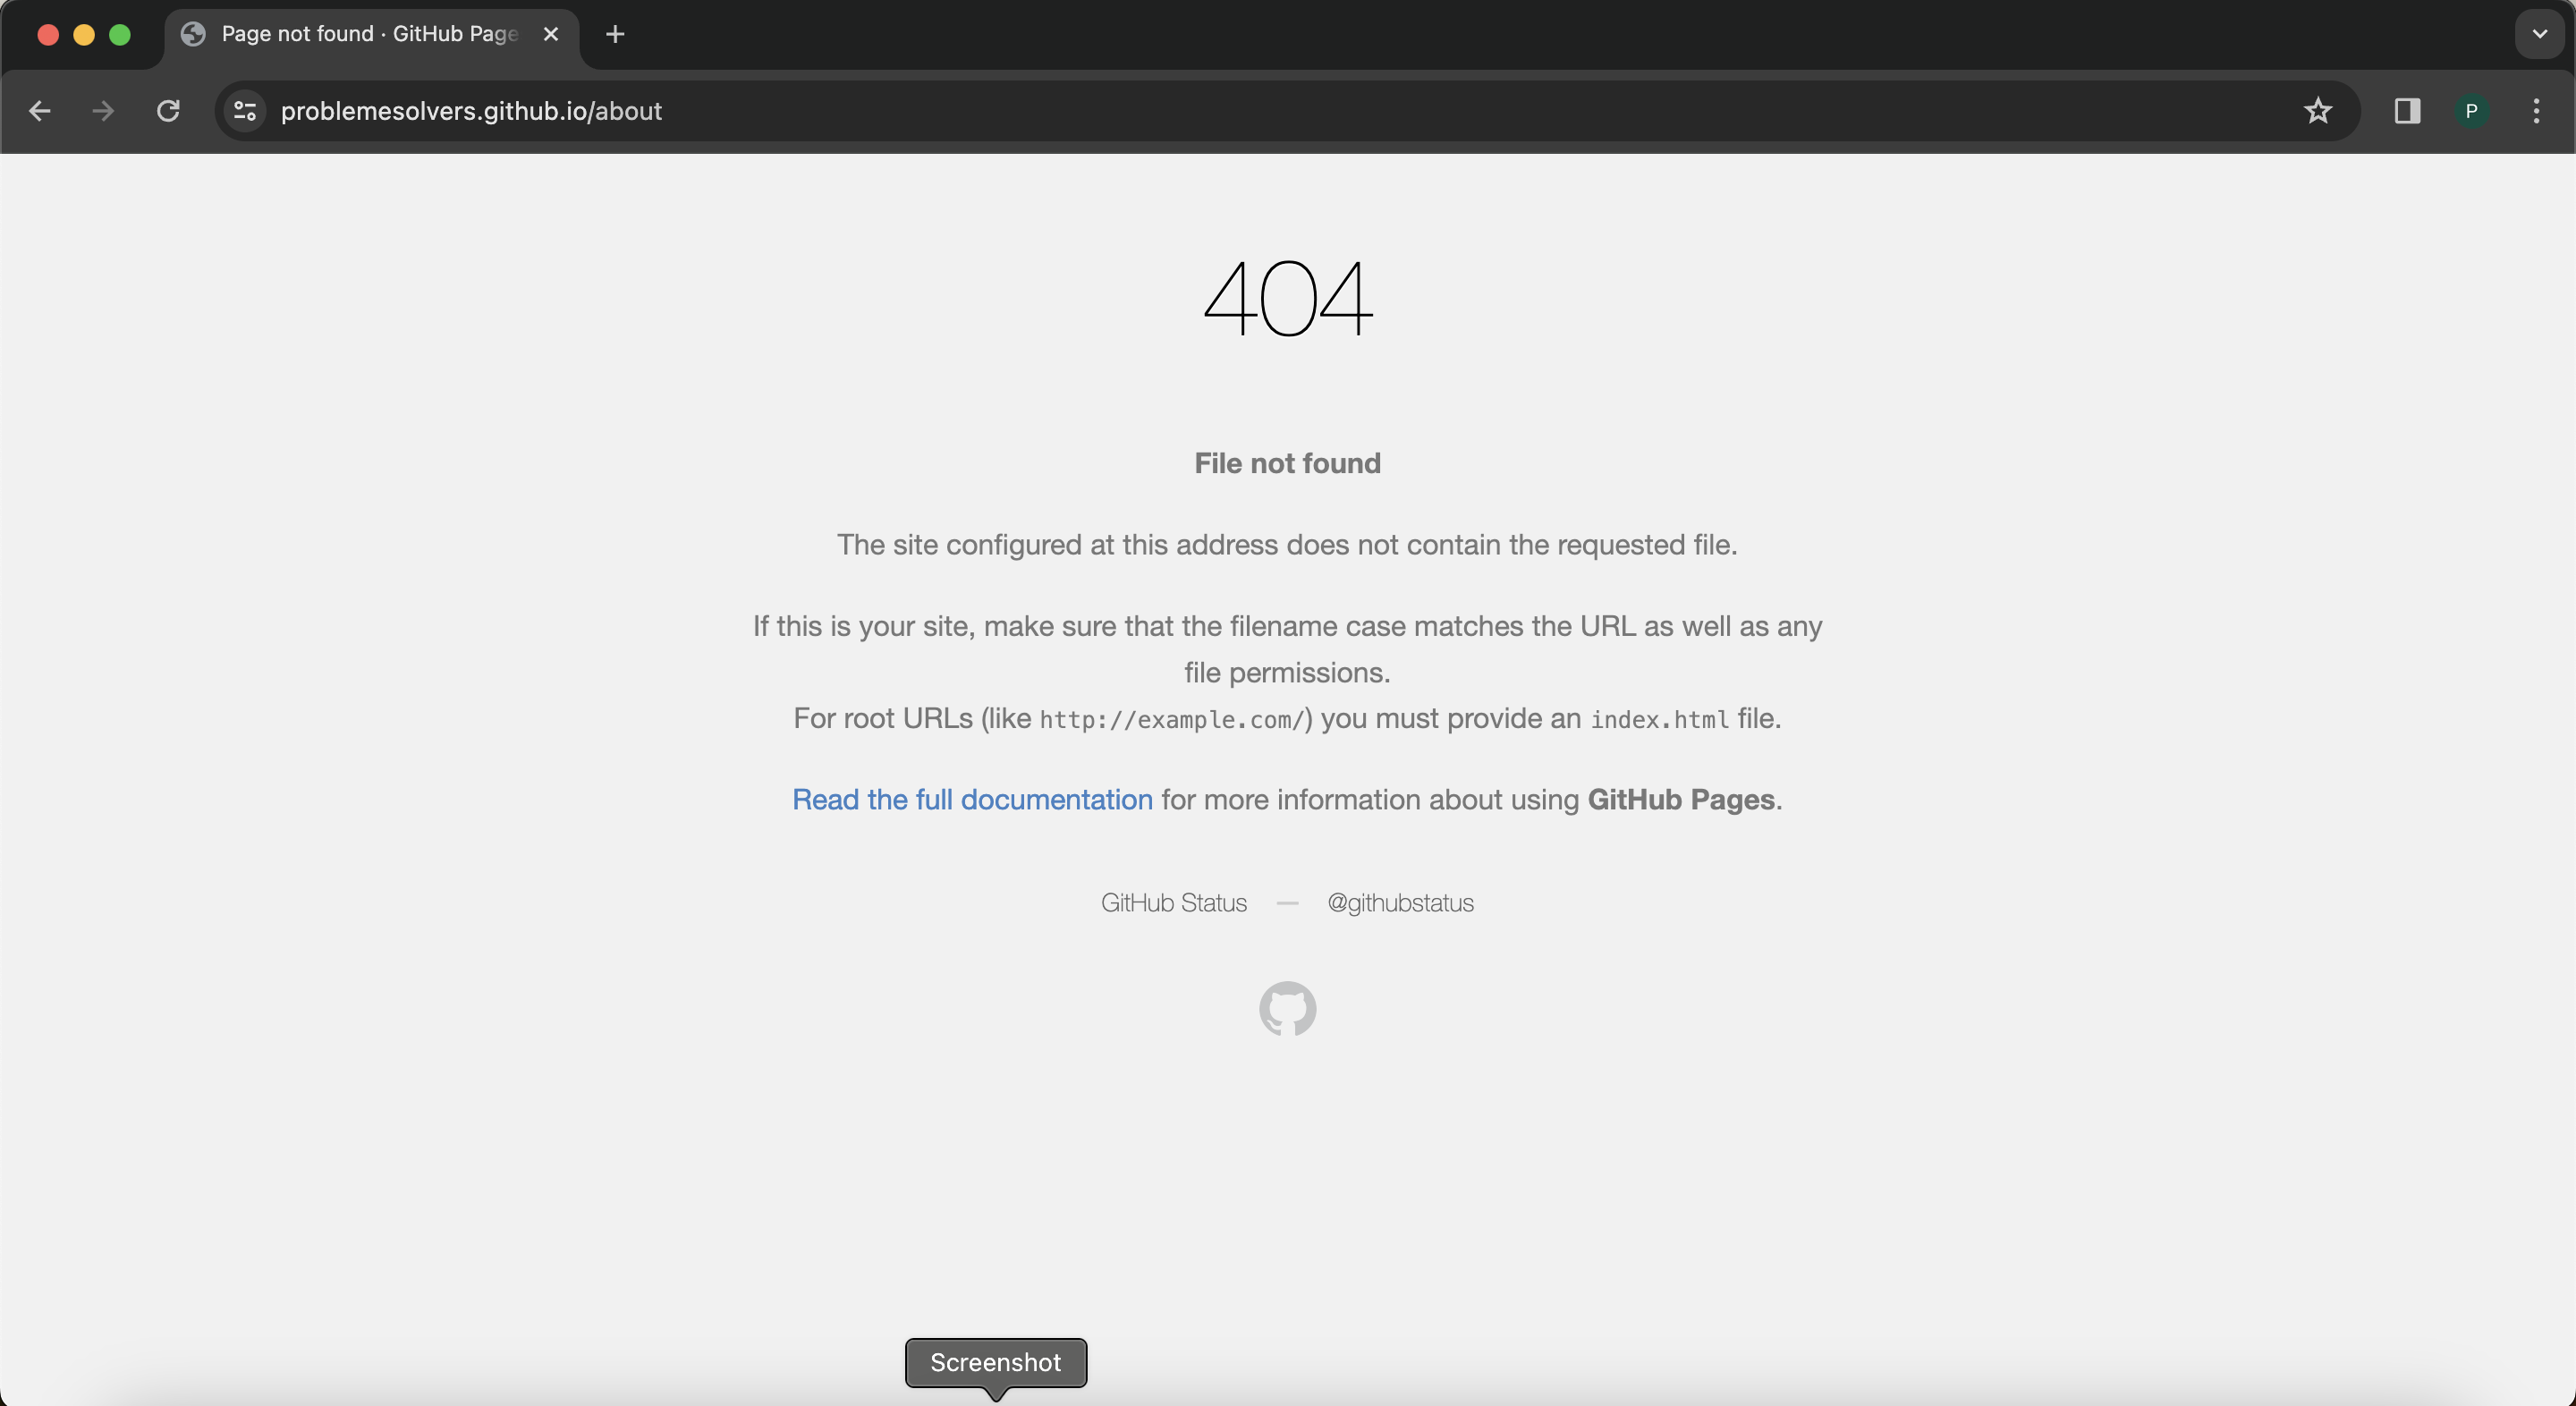 Page not found · GitHub Page
problemesolvers.github.io/about
P
404
File not found
The site configured at this address does not contain the requested file.
If this is your site, make sure that the filename case matches the URL as well as any
file permissions.
For root URLs (like http://example.com/) you must provide an index.html file.
Read the full documentation for more information about using GitHub Pages.
GitHub Status — @githubstatus
Screenshot